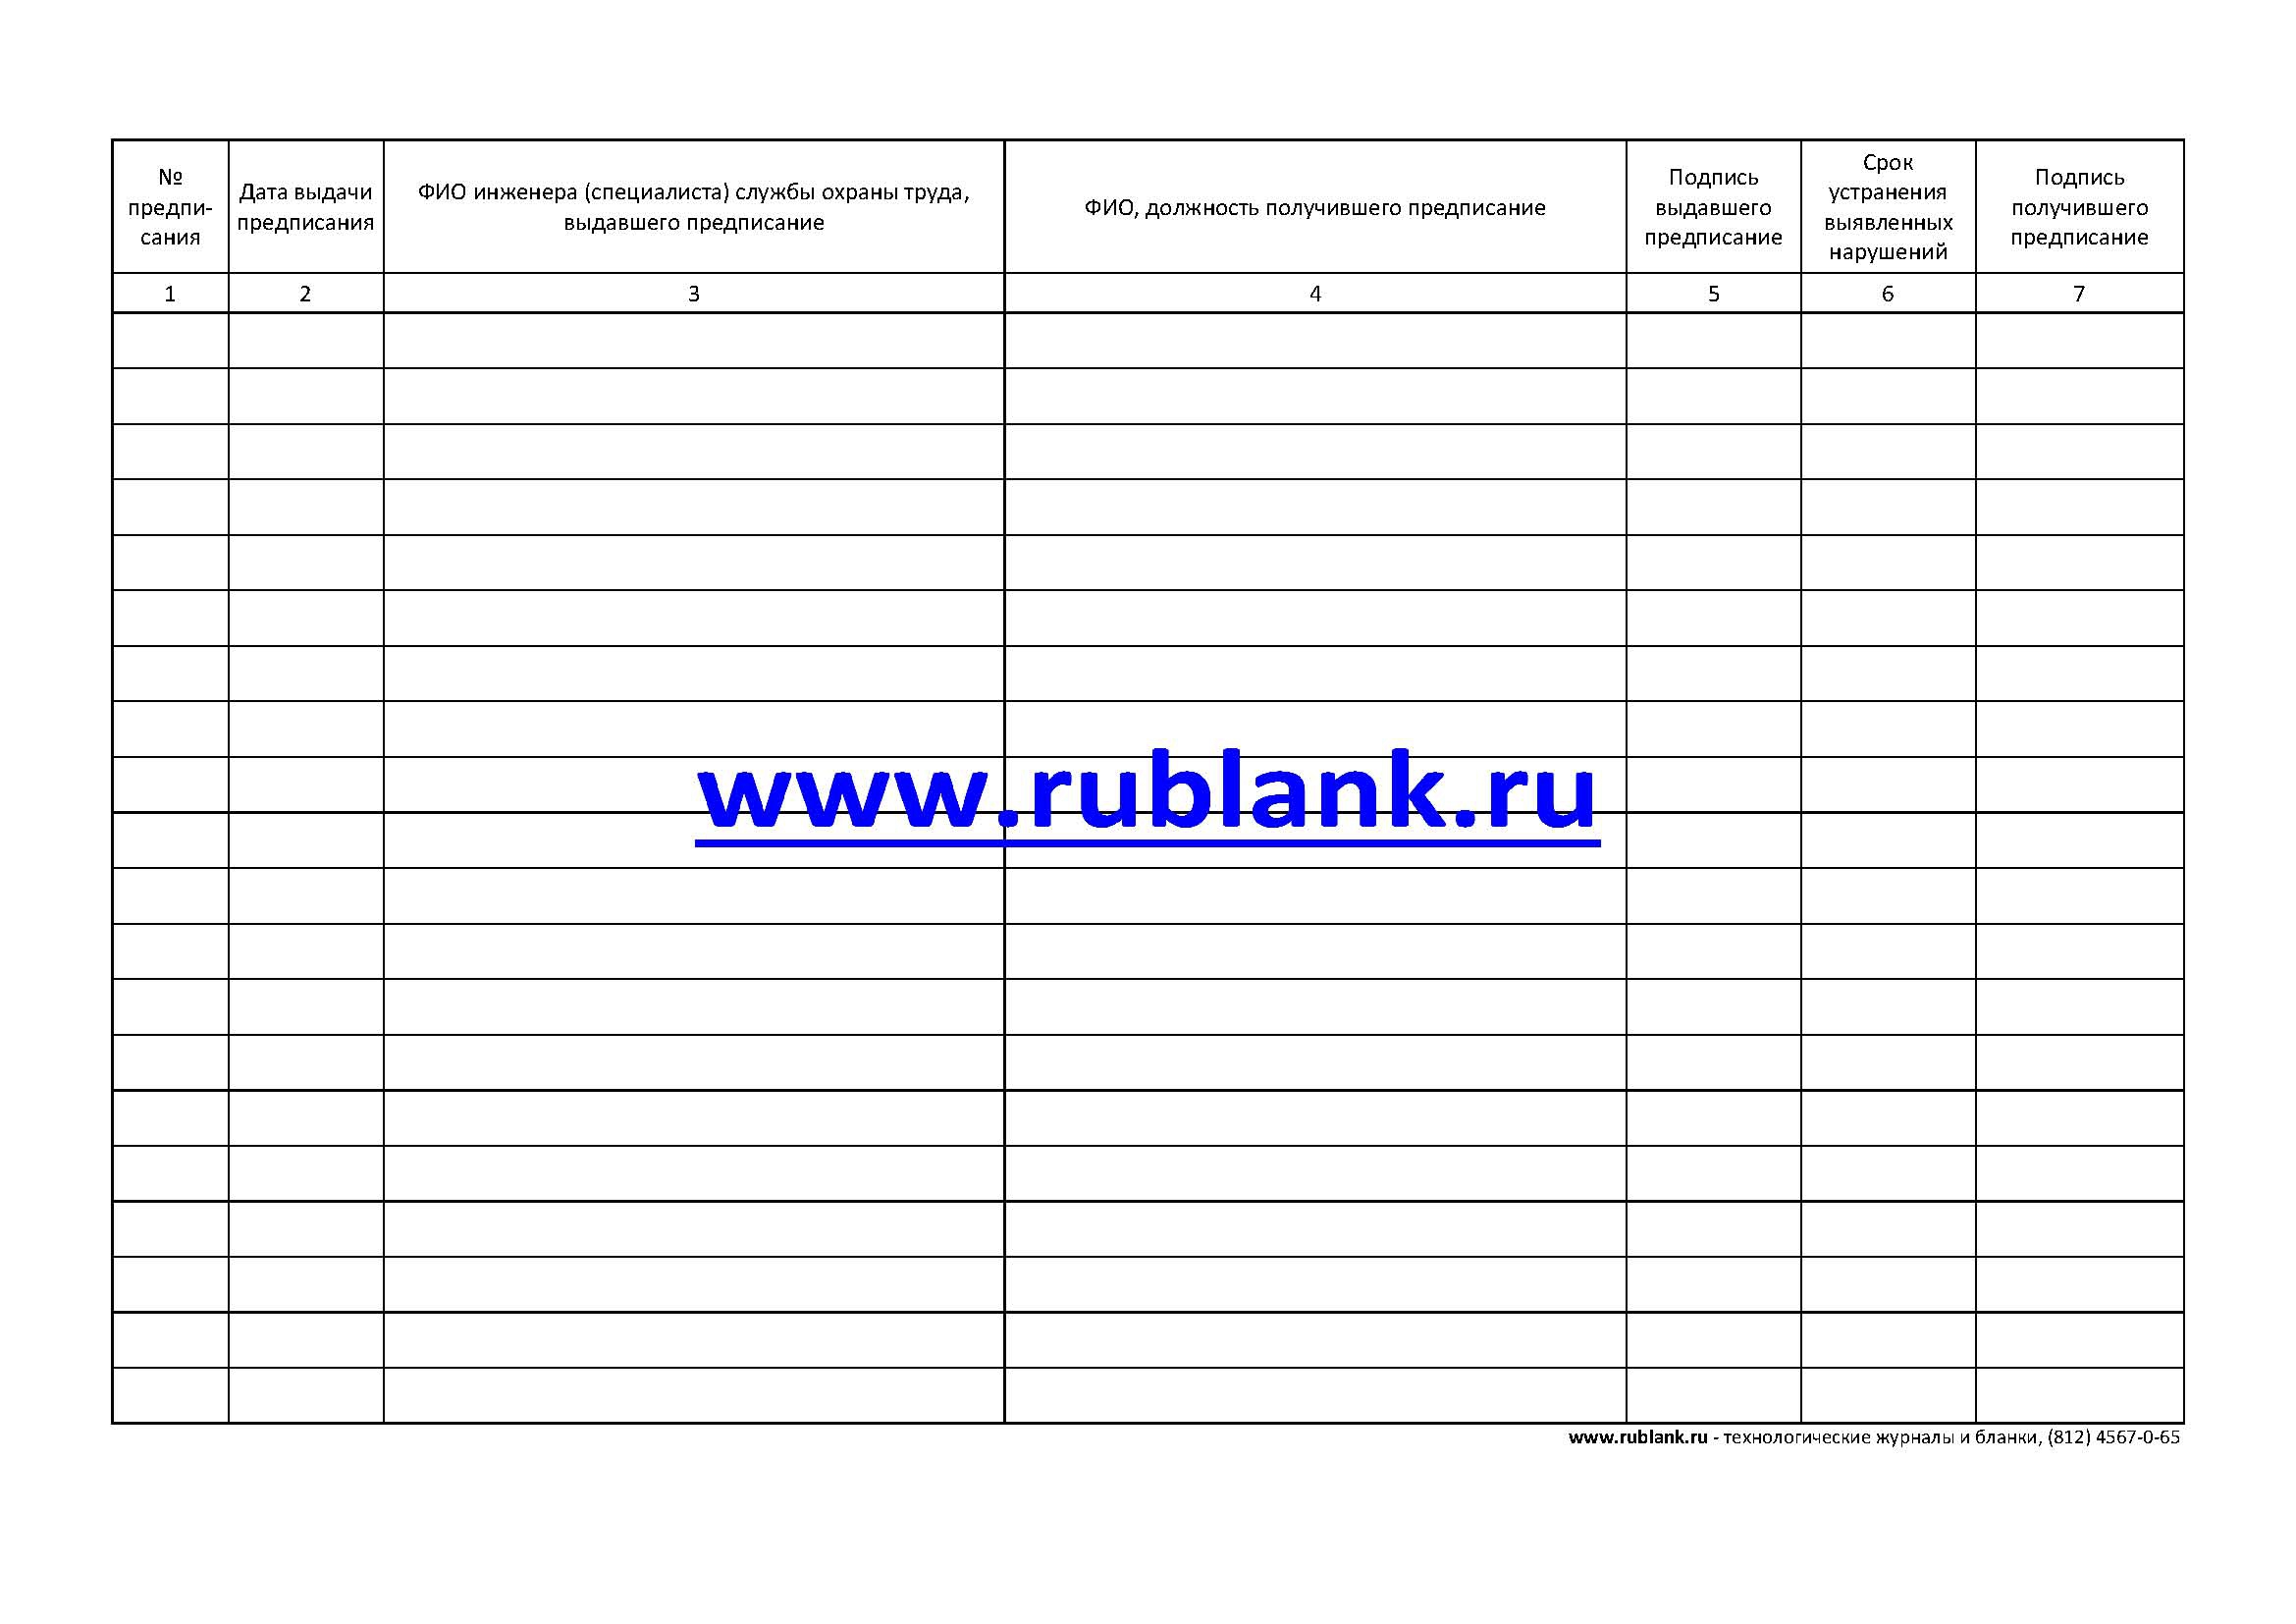 №
предпи-
сания
Дата выдачи
предписания
ФИО инженера (специалиста) службы охраны труда,
выдавшего предписание
ФИО, должность получившего предписание
Подпись
выдавшего
предписание
Срок
устранения
выявленных
нарушений
Подпись
получившего
предписание
1 2 3 4 5 6 7
www.rublank.ru
www.rublank.ru - технологические журналы и бланки, (812) 4567-0-65